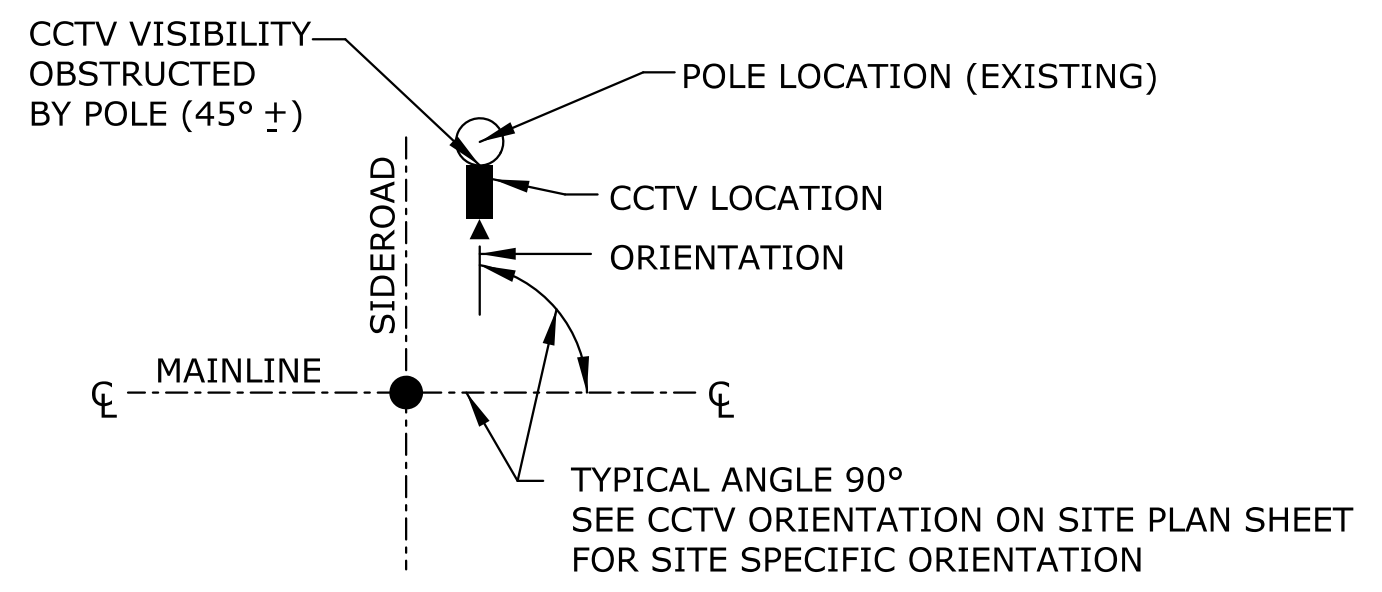 CCTV VISIBILITY
OBSTRUCTED
BY POLE (45° ±)
POLE LOCATION (EXISTING)
SIDEROAD
CCTV LOCATION
ORIENTATION
MAINLINE
℄ ℄
TYPICAL ANGLE 90°
SEE CCTV ORIENTATION ON SITE PLAN SHEET
FOR SITE SPECIFIC ORIENTATION